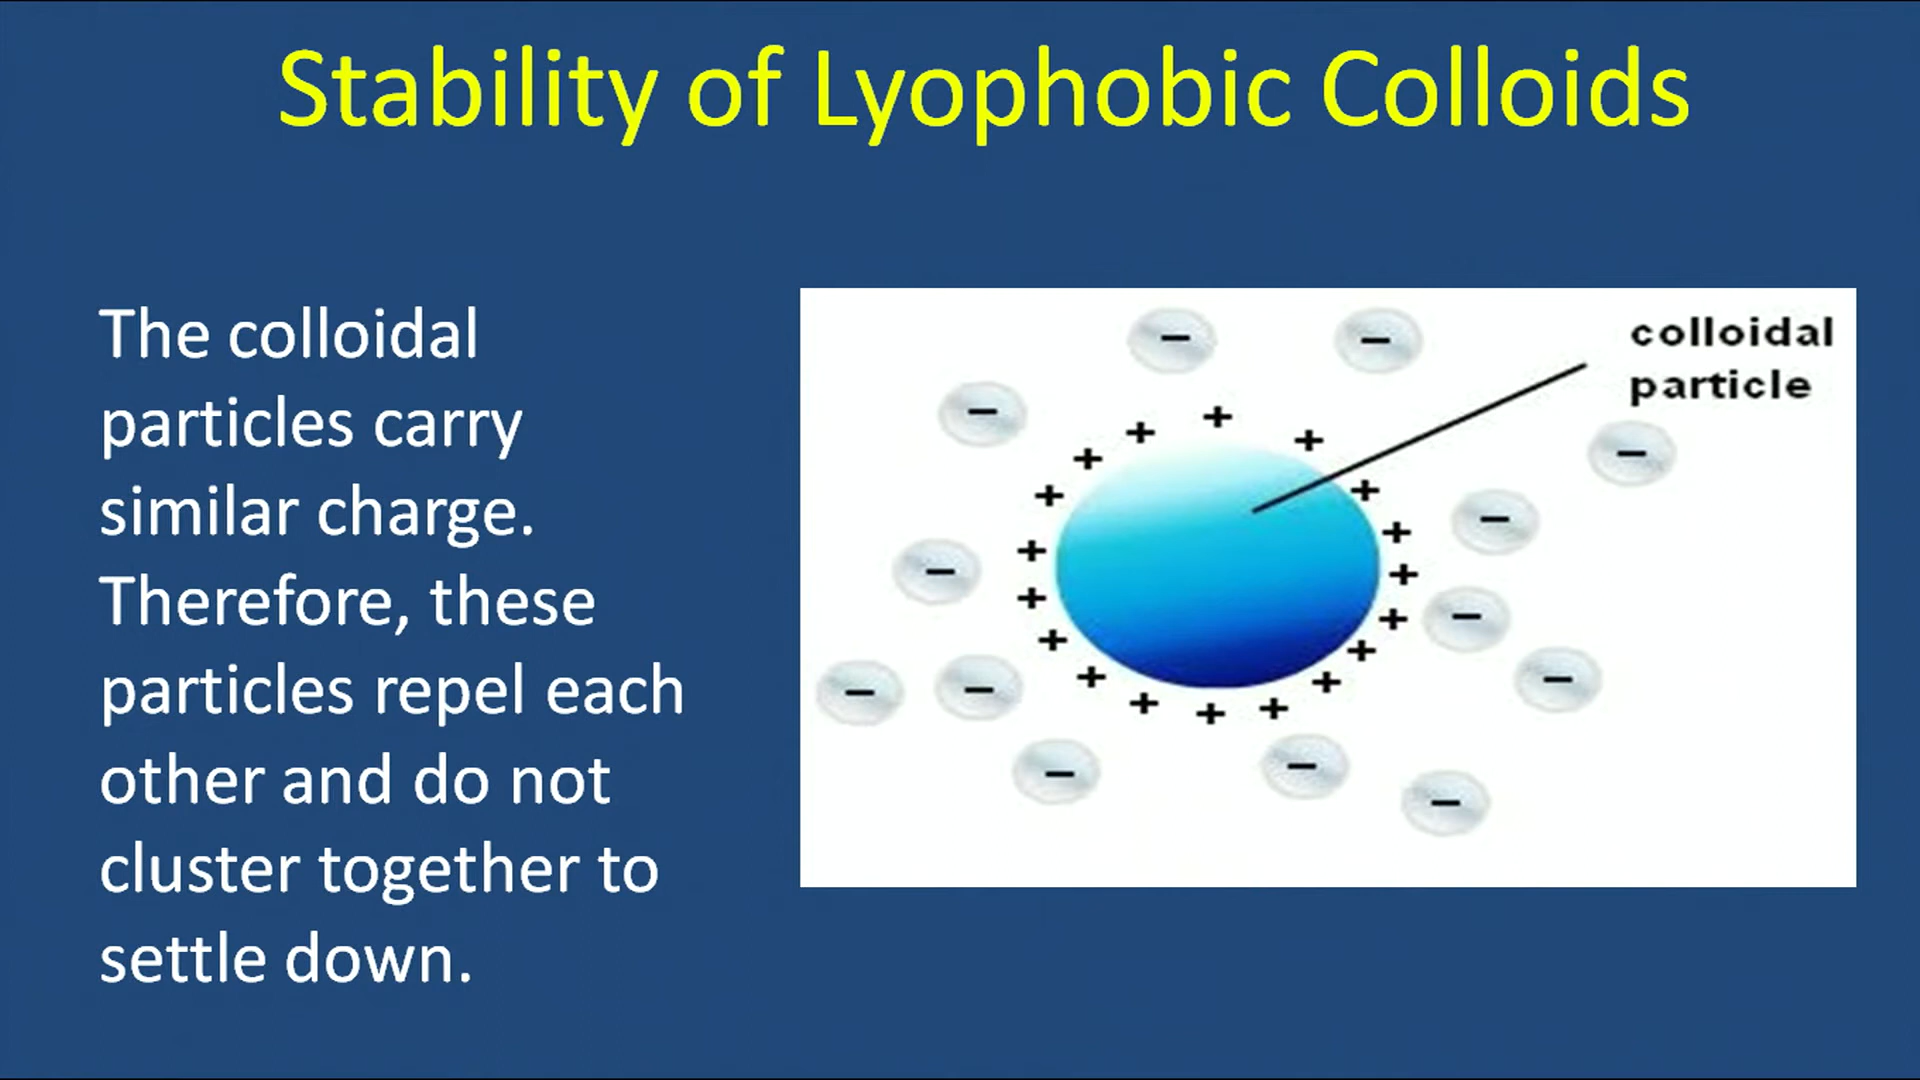 Stability of Lyophobic Colloids
The colloidal
particles carry
similar charge.
Therefore, these
particles repel each
other and do not
cluster together to
settle down.
colloidal
particle